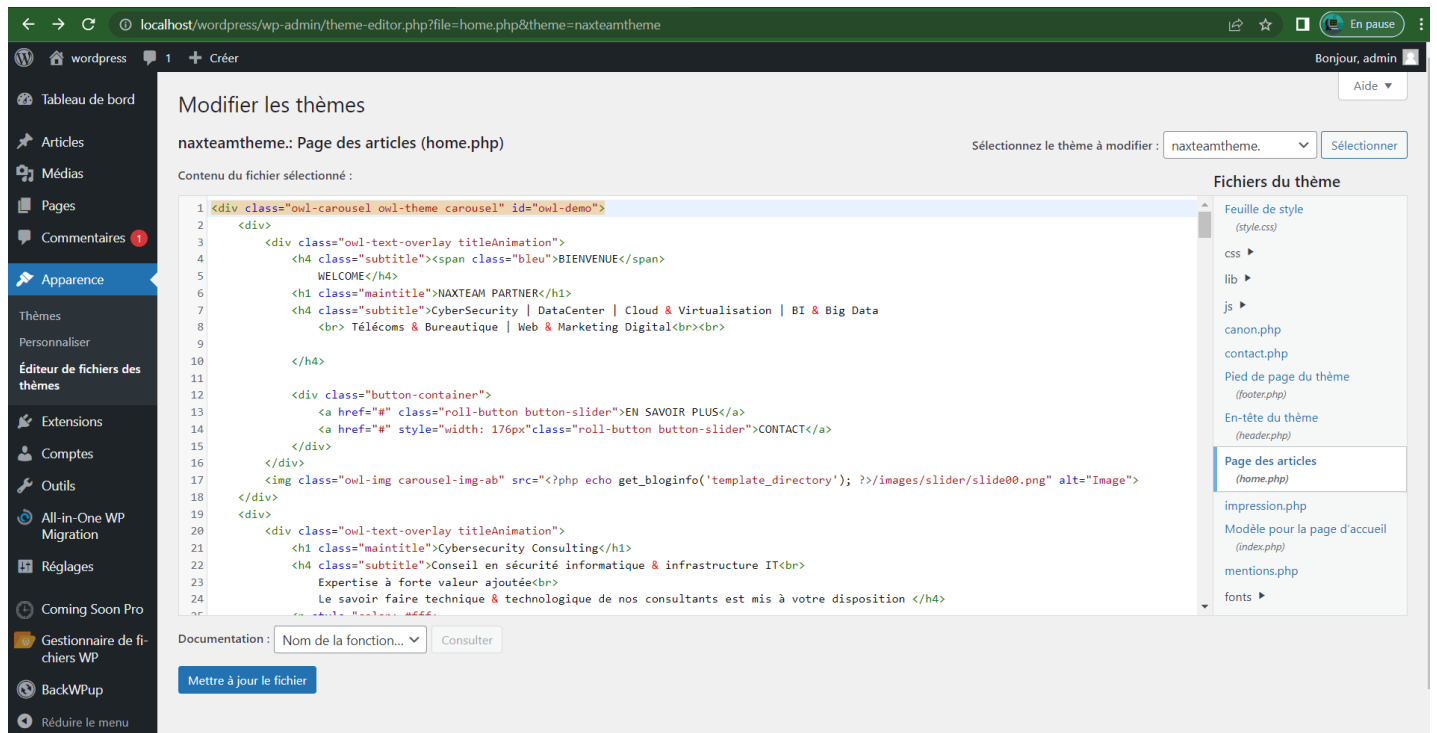 localhost/wordpress/wp-admin/theme-editor.php?file=home.php&theme=naxteamtheme
En pause
wordpress
1
Créer
Bonjour, admin
Tableau de bord
Articles
Médias
Pages
Commentaires 1
Apparence
Thèmes
Personnaliser
Éditeur de fichiers des
thèmes
Extensions
Comptes
Outils
All-in-One WP
Migration
Réglages
Coming Soon Pro
Gestionnaire de fi-
chiers WP
BackWPup
Réduire le menu
Aide
Modifier les thèmes
naxteamtheme.: Page des articles (home.php)
Sélectionnez le thème à modifier : naxteamtheme. Sélectionner
Contenu du fichier sélectionné :
1 <div class="owl-carousel owl-theme carousel" id="owl-demo">
2 <div>
3 <div class="owl-text-overlay titleAnimation">
4 <h4 class="subtitle"><span class="bleu">BIENVENUE</span>
5 WELCOME</h4>
6 <h1 class="maintitle">NAXTEAM PARTNER</h1>
7 <h4 class="subtitle">CyberSecurity | DataCenter | Cloud & Virtualisation | BI & Big Data
8 <br> Télécoms & Bureautique | Web & Marketing Digital<br><br>
9
10 </h4>
11
12 <div class="button-container">
13 <a href="#" class="roll-button button-slider">EN SAVOIR PLUS</a>
14 <a href="#" style="width: 176px"class="roll-button button-slider">CONTACT</a>
15 </div>
16 </div>
17 <img class="owl-img carousel-img-ab" src="<?php echo get_bloginfo('template_directory'); ?>/images/slider/slide00.png" alt="Image">
18 </div>
19 <div>
20 <div class="owl-text-overlay titleAnimation">
21 <h1 class="maintitle">Cybersecurity Consulting</h1>
22 <h4 class="subtitle">Conseil en sécurité informatique & infrastructure IT<br>
23 Expertise à forte valeur ajoutée<br>
24 Le savoir faire technique & technologique de nos consultants est mis à votre disposition </h4>
Fichiers du thème
Feuille de style
(style.css)
css
lib
js
canon.php
contact.php
Pied de page du thème
(footer.php)
En-tête du thème
(header.php)
Page des articles
(home.php)
impression.php
Modèle pour la page d'accueil
(index.php)
mentions.php
fonts
Documentation : Nom de la fonction... Consulter
Mettre à jour le fichier